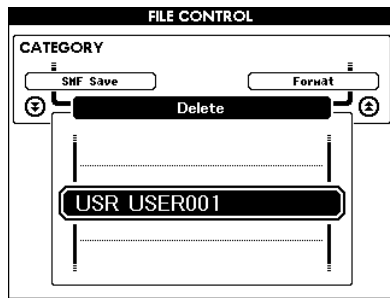 FILE CONTROL
CATEGORY
SMF Save
Format
Delete
USR USER001